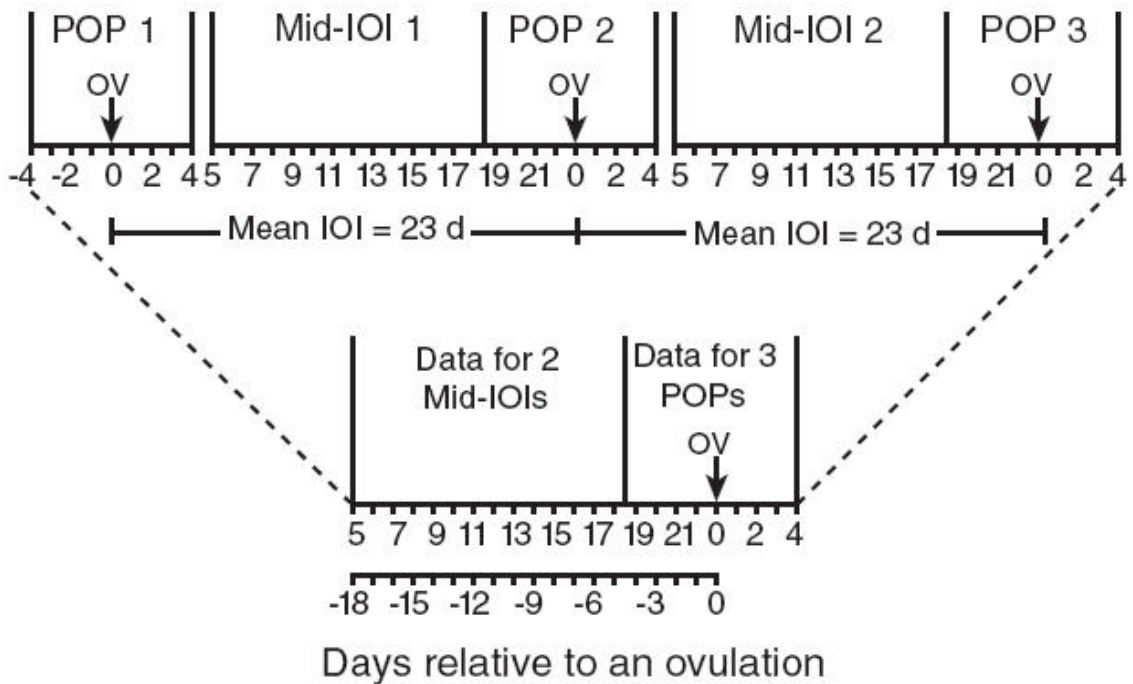 POP 1 Mid-IOI 1 POP 2 Mid-IOI 2 POP 3
OV OV OV
-4 -2 0 2 4 5 7 9 11 13 15 17 19 21 0 2 4 5 7 9 11 13 15 17 19 21 0 2 4
Mean IOI = 23 d Mean IOI = 23 d
Data for 2 Data for 3
Mid-IOIs POPs
OV
5 7 9 11 13 15 17 19 21 0 2 4
-18 -15 -12 -9 -6 -3 0
Days relative to an ovulation